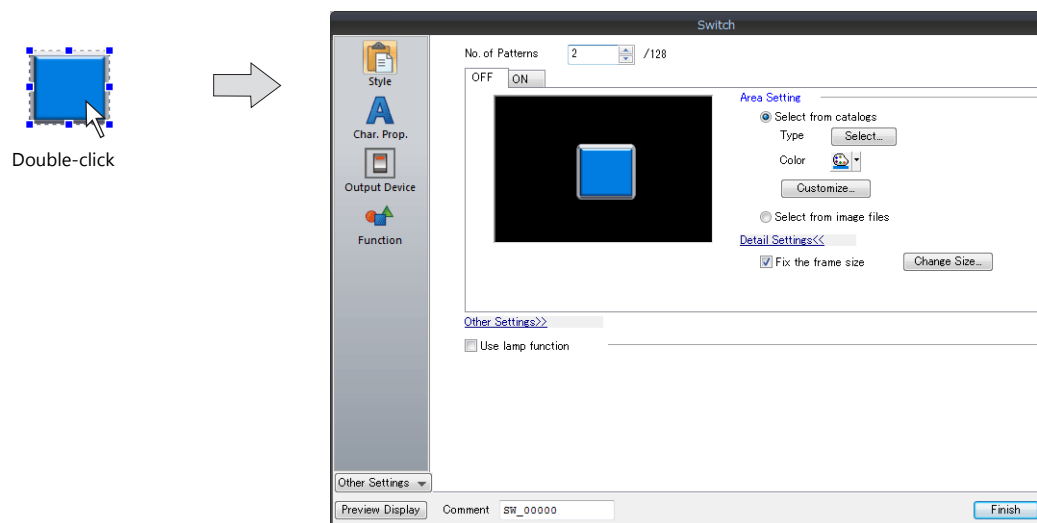 Double-click
Switch
Style
Char. Prop.
Output Device
Function
Other Settings
Preview Display
No. of Patterns 2 /128
OFF ON
Area Setting
Select from catalogs
Type Select...
Color
Customize...
Select from image files
Detail Settings<<
Fix the frame size Change Size...
Other Settings>>
Use lamp function
Comment SW_00000
Finish